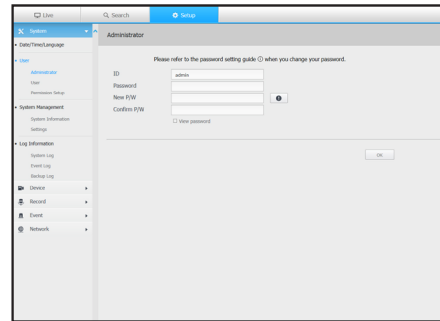 Live
Search
Setup
System
Date/Time/Language
User
Administrator
User
Permission Setup
System Management
System Information
Settings
Log Information
System Log
Event Log
Backup Log
Device
Record
Event
Network
Administrator
Please refer to the password setting guide ⓘ when you change your password.
ID admin
Password
New P/W
Confirm P/W
View password
OK